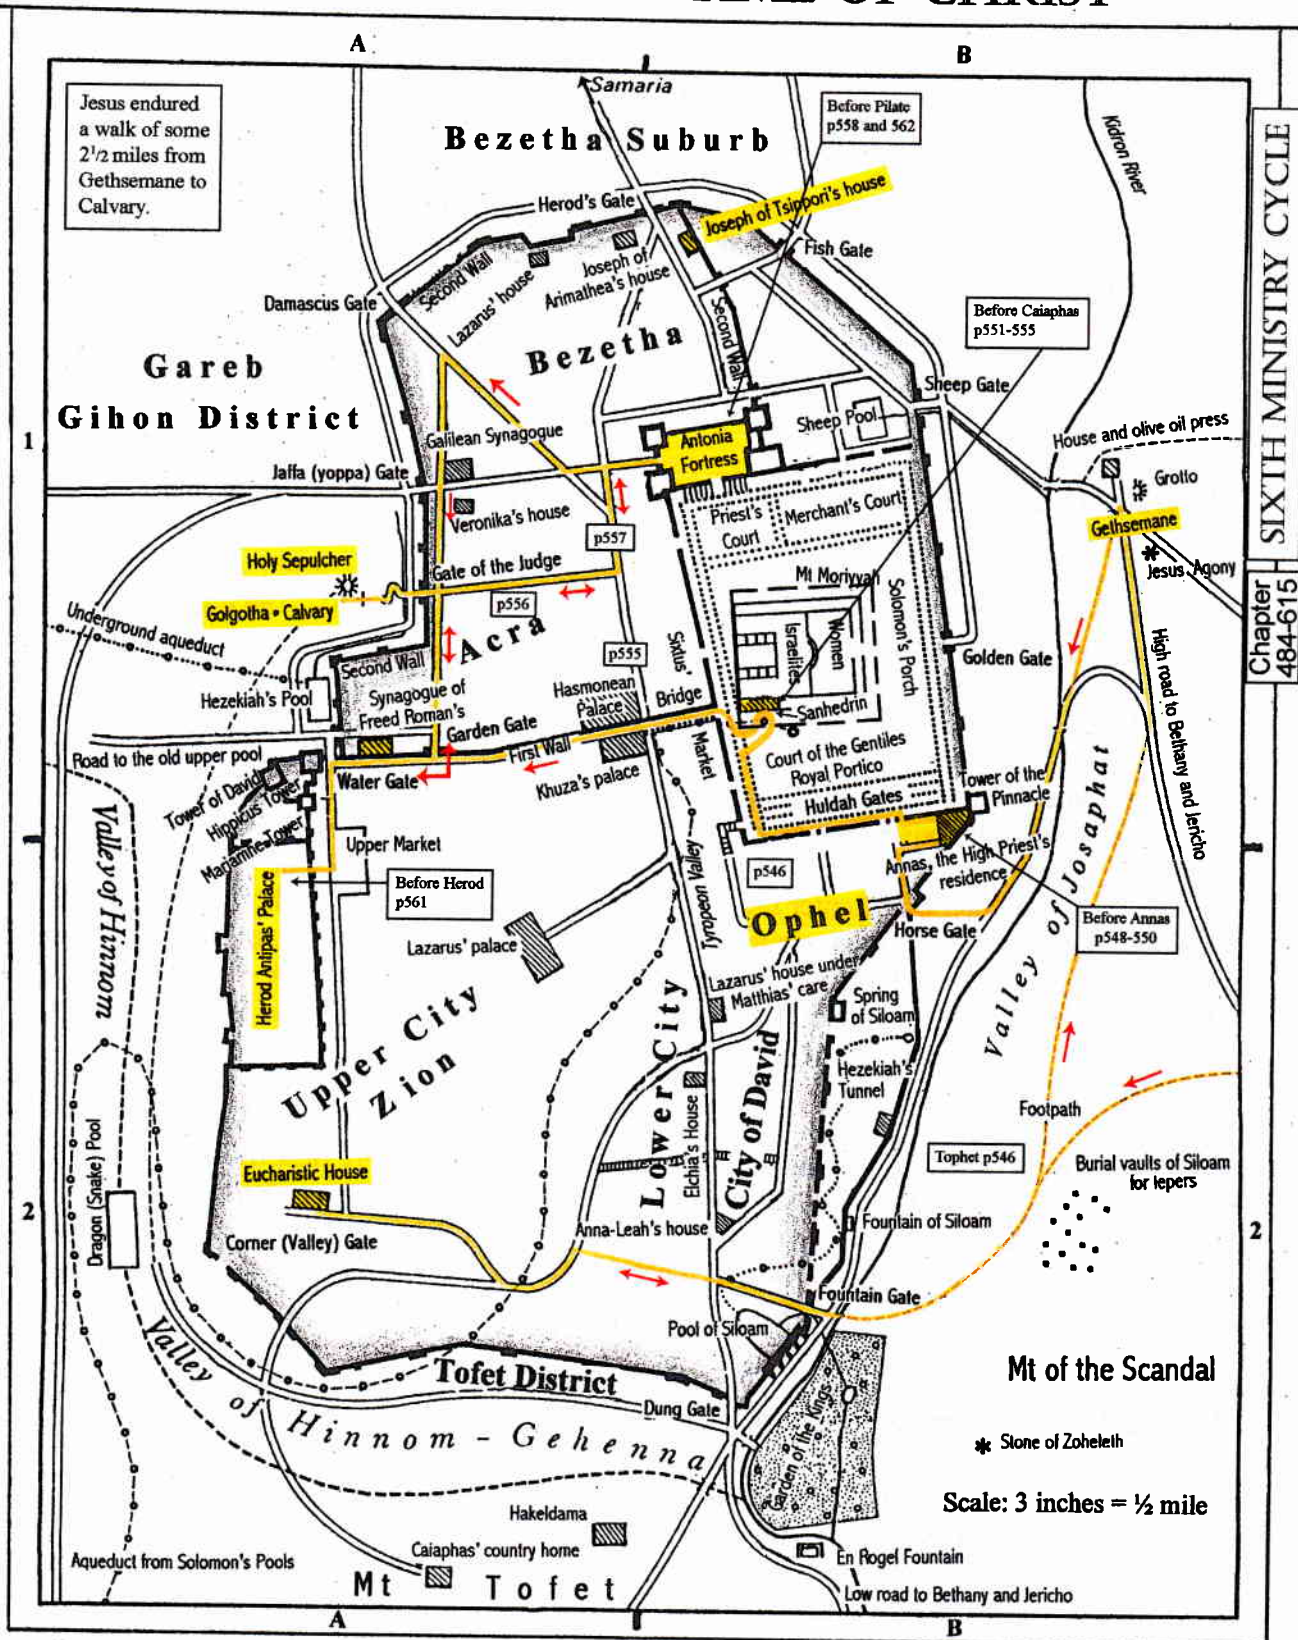 TIME OF CHRIST
A
B
Jesus endured
a walk of some
2 1/2 miles from
Gethsemane to
Calvary.
Samaria
Before Pilate
p558 and 562
Bezetha Suburb
Kidron River
SIXTH MINISTRY CYCLE
Chapter
484-615
Herod's Gate
Joseph of Tsippori's house
Fish Gate
Second Wall
Lazarus' house
Joseph of
Arimathea's house
Damascus Gate
Second Wall
Before Caiaphas
p551-555
Bezetha
Gareb
Gihon District
Sheep Gate
1
Galilean Synagogue
Antonia
Fortress
Sheep Pool
House and olive oil press
Jaffa (yoppa) Gate
Grotto
Veronika's house
Priest's
Court
Merchant's Court
Gethsemane
p557
Jesus Agony
Holy Sepulcher
Gate of the Judge
Mt Moriyyah
Golgotha • Calvary
p556
Underground aqueduct
Acra
Sixtus'
Bridge
Israelites
Women
Solomon's Porch
p555
Golden Gate
High road to Bethany and Jericho
Second Wall
Hezekiah's Pool
Synagogue of
Freed Roman's
Hasmonean
Palace
Sanhedrin
Garden Gate
Road to the old upper pool
First Wall
Market
Court of the Gentiles
Royal Portico
Water Gate
Khuza's palace
Tower of David
Hippicus Tower
Mariamne Tower
Huldah Gates
Tower of the
Pinnacle
Valley of Hinnom
Upper Market
Tyropeon Valley
p546
Annas, the High Priest's
residence
Valley of Josaphat
Before Herod
p561
Herod Antipas' Palace
Ophel
Before Annas
p548-550
Lazarus' palace
Horse Gate
Lazarus' house under
Matthias' care
Spring
of Siloam
Upper City
Zion
Lower City
City of David
Hezekiah's
Tunnel
Elchia's House
Footpath
Dragon (Snake) Pool
Tophet p546
Burial vaults of Siloam
for lepers
Eucharistic House
2
2
Anna-Leah's house
Fountain of Siloam
Corner (Valley) Gate
Fountain Gate
Pool of Siloam
Valley of Hinnom - Gehenna
Tofet District
Mt of the Scandal
Dung Gate
Garden of the Kings
Stone of Zoheleth
Scale: 3 inches = ½ mile
Hakeldama
Caiaphas' country home
En Rogel Fountain
Aqueduct from Solomon's Pools
Mt Tofet
Low road to Bethany and Jericho
A
B